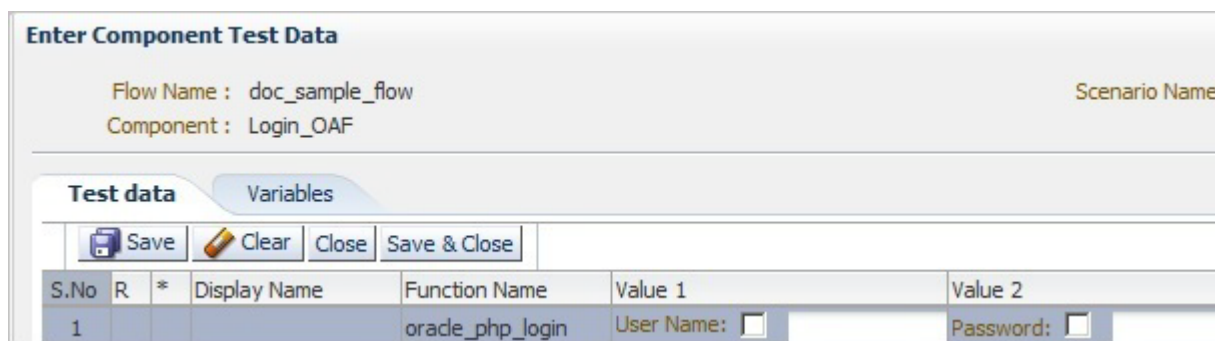 Enter Component Test Data
Flow Name : doc_sample_flow Scenario Name
Component : Login_OAF
Test data Variables
Save Clear Close Save & Close
S.No R * Display Name Function Name Value 1 Value 2
1 oracle_php_login User Name: Password: